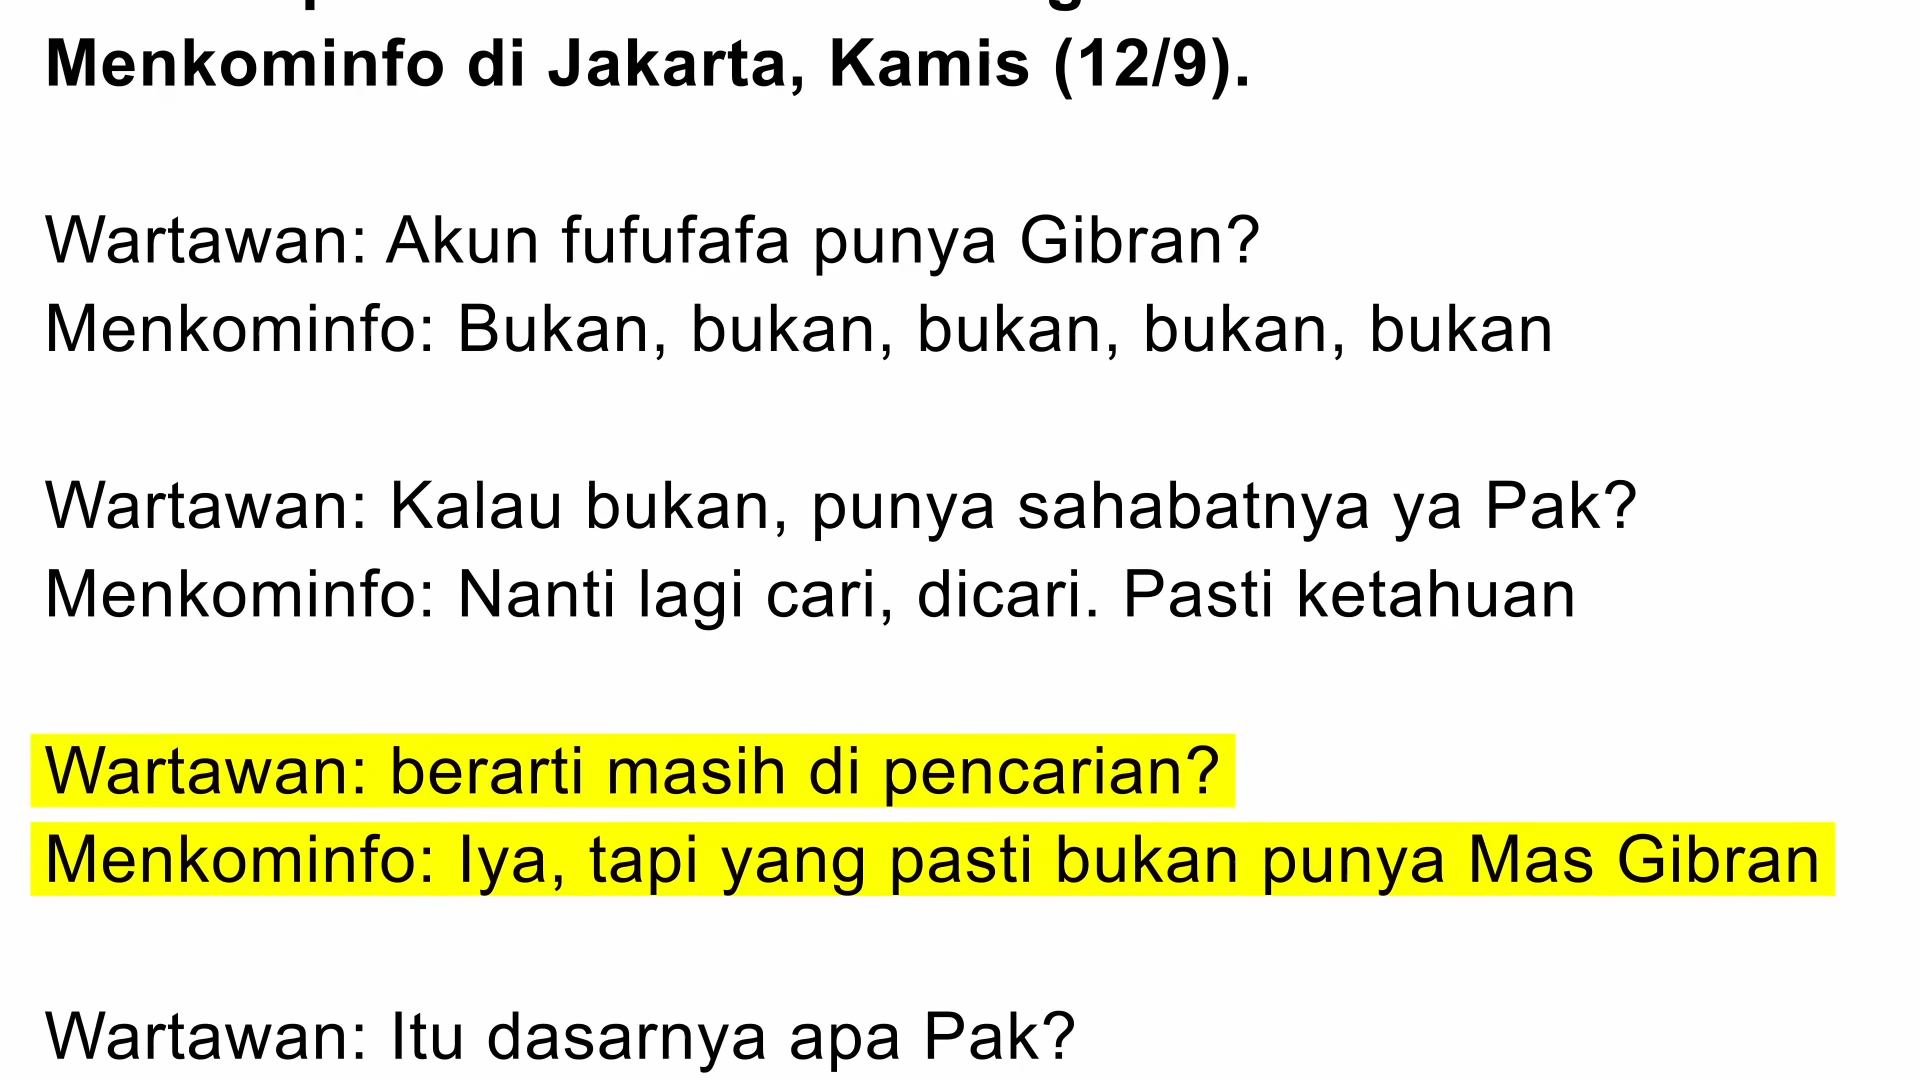 Menkominfo di Jakarta, Kamis (12/9).
Wartawan: Akun fufufafa punya Gibran?
Menkominfo: Bukan, bukan, bukan, bukan, bukan
Wartawan: Kalau bukan, punya sahabatnya ya Pak?
Menkominfo: Nanti lagi cari, dicari. Pasti ketahuan
Wartawan: berarti masih di pencarian?
Menkominfo: Iya, tapi yang pasti bukan punya Mas Gibran
Wartawan: Itu dasarnya apa Pak?